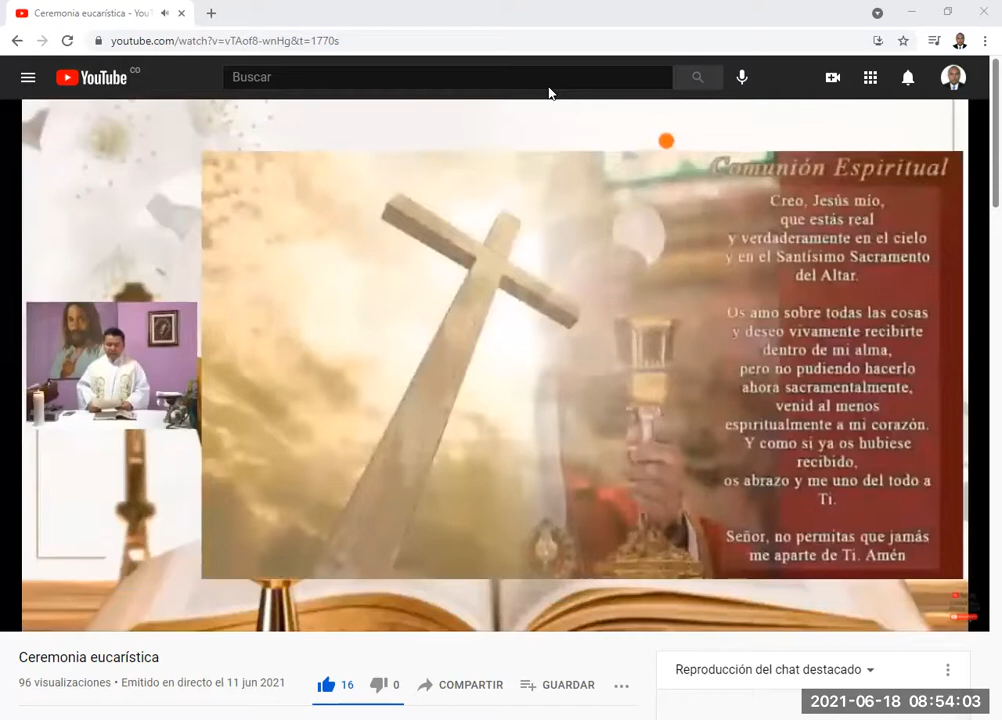 Ceremonia eucarística - You
youtube.com/watch?v=vTAof8-wnHg&t=1770s
YouTube CO
Buscar
Comunión Espiritual
Creo, Jesús mío,
que estás real
y verdaderamente en el cielo
y en el Santísimo Sacramento
del Altar.
Os amo sobre todas las cosas
y deseo vivamente recibirte
dentro de mi alma,
pero no pudiendo hacerlo
ahora sacramentalmente,
venid al menos
espiritualmente a mi corazón.
Y como si ya os hubiese
recibido,
os abrazo y me uno del todo a
Ti.
Señor, no permitas que jamás
me aparte de Ti. Amén
Ceremonia eucarística
96 visualizaciones • Emitido en directo el 11 jun 2021
16
0
COMPARTIR
GUARDAR
Reproducción del chat destacado
2021-06-18 08:54:03